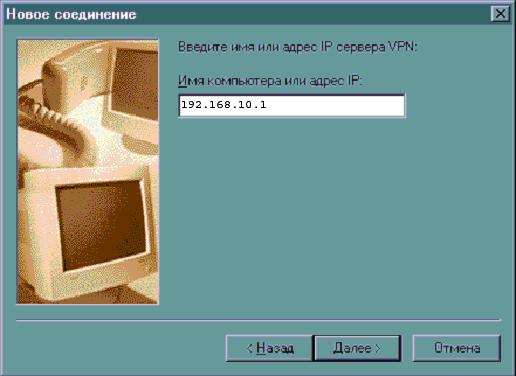 Новое соединение
Введите имя или адрес IP сервера VPN:
Имя компьютера или адрес IP:
192.168.10.1
< Назад
Далее >
Отмена